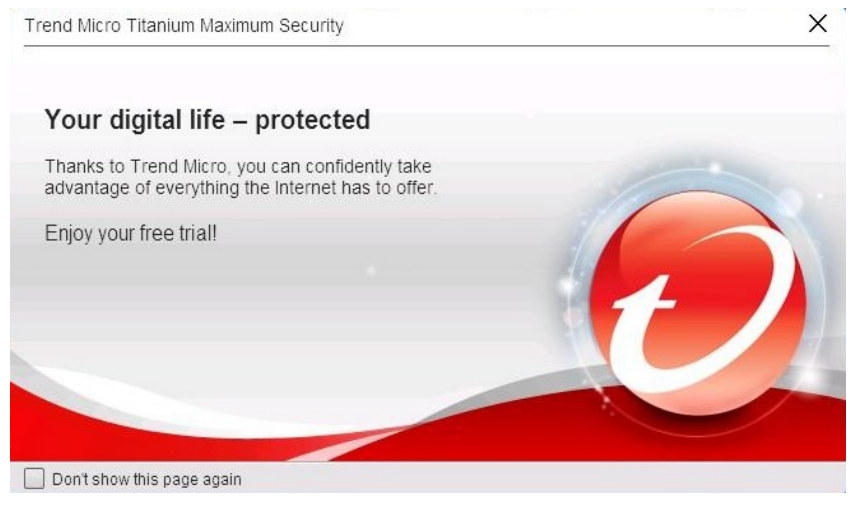 Trend Micro Titanium Maximum Security
Your digital life – protected
Thanks to Trend Micro, you can confidently take
advantage of everything the Internet has to offer.
Enjoy your free trial!
Don't show this page again